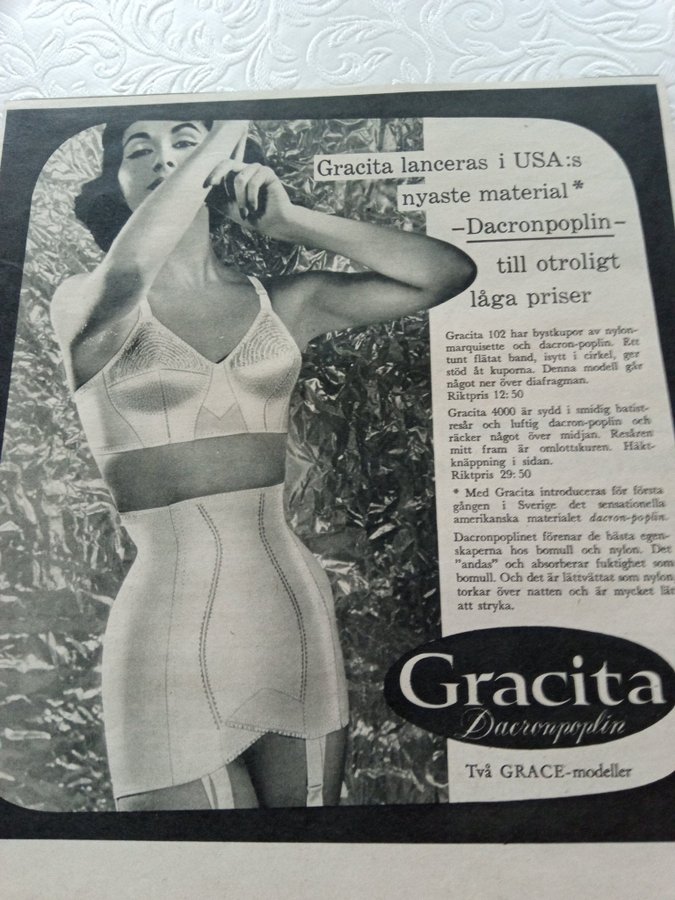 Gracita lanceras i USA:s
nyaste material*
–Dacronpoplin–
till otroligt
låga priser
Gracita 102 har bystkupor av nylon-
marquisette och dacron-poplin. Ett
tunt flätat band, isytt i cirkel, ger
stöd åt kuporna. Denna modell går
något ner över diafragman.
Riktpris 12:50
Gracita 4000 är sydd i smidig batist-
resår och luftig dacron-poplin och
räcker något över midjan. Resåren
mitt fram är omlottskuren. Häkt-
knäppning i sidan.
Riktpris 29:50
* Med Gracita introduceras för första
gången i Sverige det sensationella
amerikanska materialet dacron-poplin.
Dacronpoplinet förenar de bästa egen-
skaperna hos bomull och nylon. Det
"andas" och absorberar fuktighet som
bomull. Och det är lättvättat som nylon
torkar över natten och är mycket lätt
att stryka.
Gracita
Dacronpoplin
Två GRACE-modeller